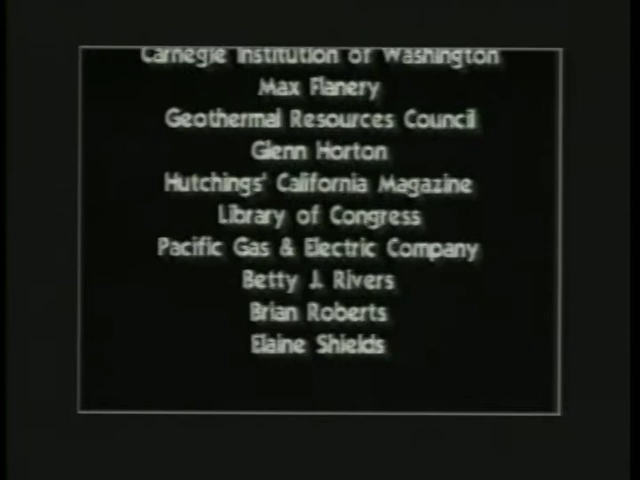 Carnegie Institution of Washington
Max Flanery
Geothermal Resources Council
Glenn Horton
Hutchings' California Magazine
Library of Congress
Pacific Gas & Electric Company
Betty J. Rivers
Brian Roberts
Elaine Shields